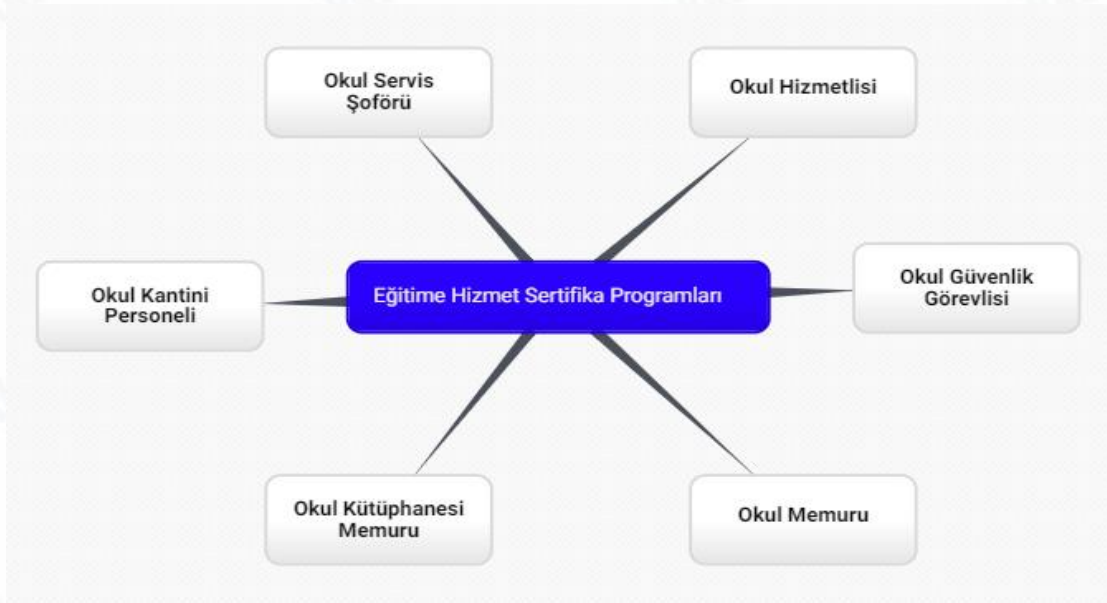 Okul Servis
Şoförü
Okul Hizmetlisi
Okul Kantini
Personeli
Eğitime Hizmet Sertifika Programları
Okul Güvenlik
Görevlisi
Okul Kütüphanesi
Memuru
Okul Memuru